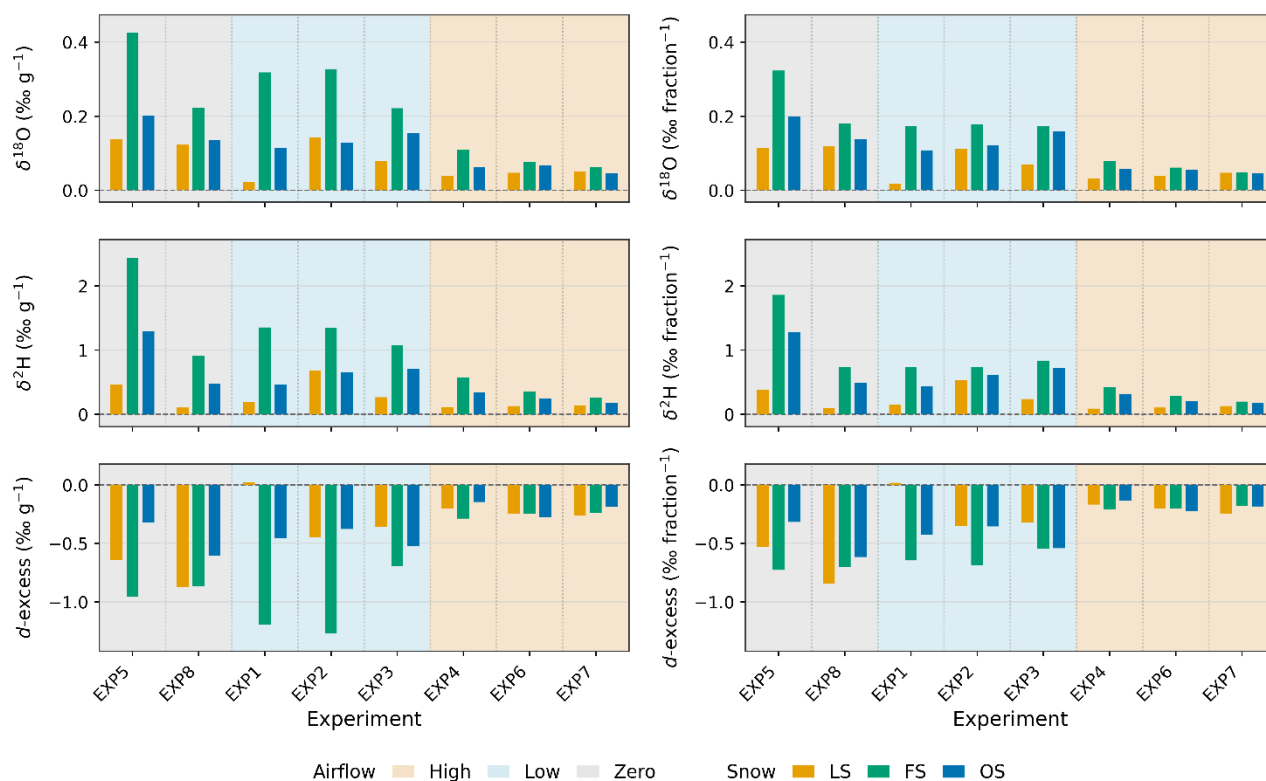 δ¹⁸O (‰ g⁻¹)
0.4
0.2
0.0
δ¹⁸O (‰ fraction⁻¹)
0.4
0.2
0.0
δ²H (‰ g⁻¹)
2
1
0
δ²H (‰ fraction⁻¹)
2
1
0
d-excess (‰ g⁻¹)
0.0
−0.5
−1.0
d-excess (‰ fraction⁻¹)
0.0
−0.5
−1.0
EXP5 EXP8 EXP1 EXP2 EXP3 EXP4 EXP6 EXP7
Experiment
EXP5 EXP8 EXP1 EXP2 EXP3 EXP4 EXP6 EXP7
Experiment
Airflow High Low Zero Snow LS FS OS